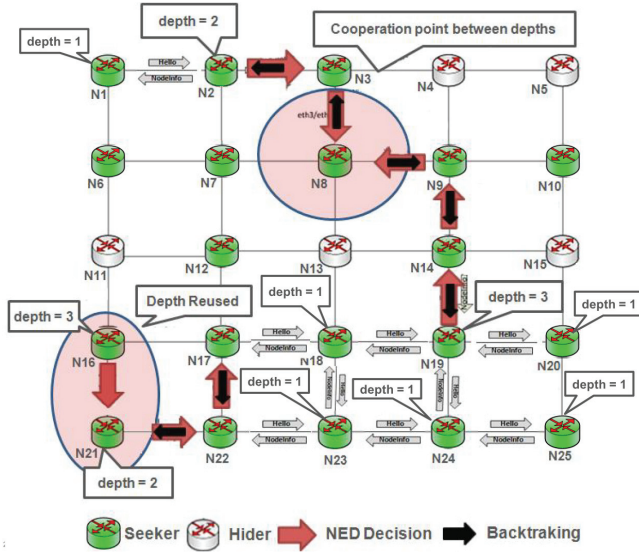 depth = 2
depth = 1
Cooperation point between depths
Hello
NodeInfo
N1
N2
N3
N4
N5
eth3/eth
N6
N7
N8
N9
N10
N11
N12
N13
N14
N15
NodeInfo
Depth Reused
depth = 1
depth = 3
depth = 3
depth = 1
Hello
Hello
Hello
NodeInfo
NodeInfo
NodeInfo
N16
N17
N18
N19
N20
depth = 1
depth = 1
depth = 1
NodeInfo
Hello
NodeInfo
Hello
Hello
Hello
Hello
NodeInfo
NodeInfo
NodeInfo
N21
N22
N23
N24
N25
depth = 2
Seeker
Hider
NED Decision
Backtraking